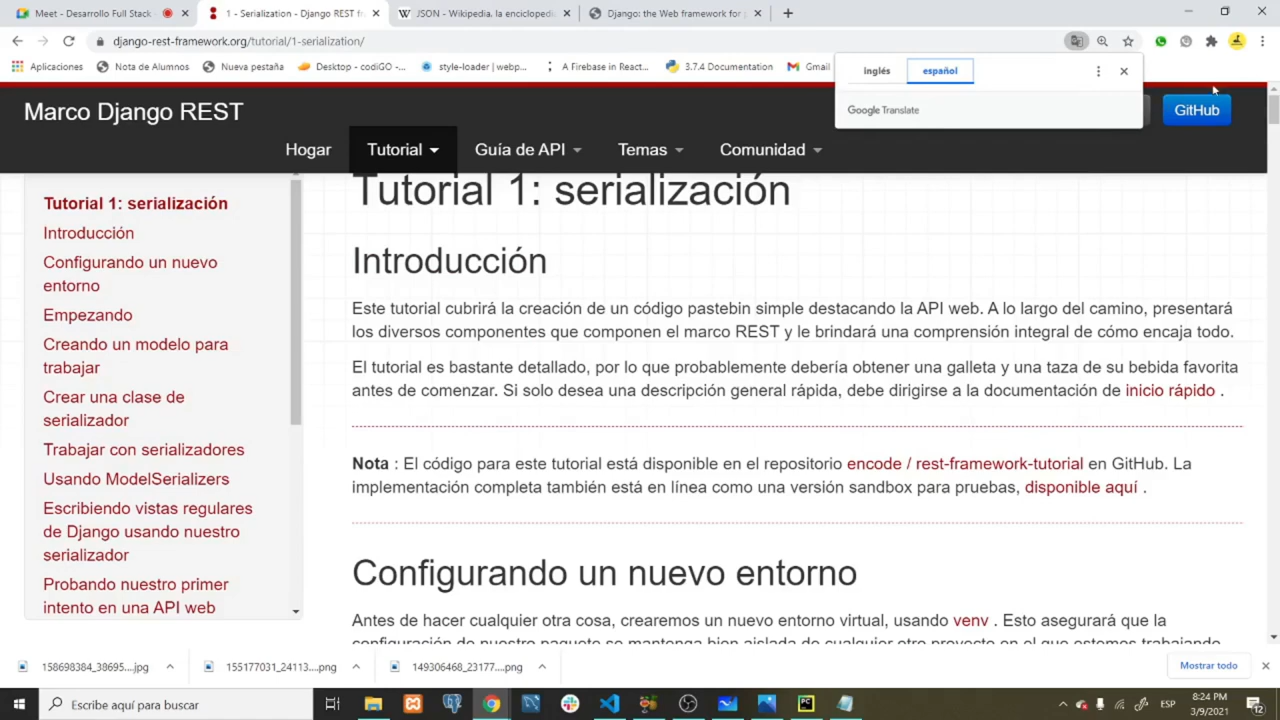 Meet - Desarrollo Full Stack -
1 - Serialization - Django REST fr
JSON - Wikipedia, la enciclopedi
Django: the Web framework for p
django-rest-framework.org/tutorial/1-serialization/
Aplicaciones
Nota de Alumnos
Nueva pestaña
Desktop - codiGO -...
style-loader | webp...
A Firebase in React...
3.7.4 Documentation
Gmail
inglés
español
Google Translate
Marco Django REST
GitHub
Hogar
Tutorial
Guía de API
Temas
Comunidad
Tutorial 1: serialización
Introducción
Configurando un nuevo
entorno
Empezando
Creando un modelo para
trabajar
Crear una clase de
serializador
Trabajar con serializadores
Usando ModelSerializers
Escribiendo vistas regulares
de Django usando nuestro
serializador
Probando nuestro primer
intento en una API web
Tutorial 1: serialización
Introducción
Este tutorial cubrirá la creación de un código pastebin simple destacando la API web. A lo largo del camino, presentará
los diversos componentes que componen el marco REST y le brindará una comprensión integral de cómo encaja todo.
El tutorial es bastante detallado, por lo que probablemente debería obtener una galleta y una taza de su bebida favorita
antes de comenzar. Si solo desea una descripción general rápida, debe dirigirse a la documentación de inicio rápido .
Nota : El código para este tutorial está disponible en el repositorio encode / rest-framework-tutorial en GitHub. La
implementación completa también está en línea como una versión sandbox para pruebas, disponible aquí .
Configurando un nuevo entorno
Antes de hacer cualquier otra cosa, crearemos un nuevo entorno virtual, usando venv . Esto asegurará que la
configuración de nuestro paquete se mantenga bien aislada de cualquier otro proyecto en el que estemos trabajando.
158698384_38695....jpg
155177031_24113....png
149306468_23177....png
Mostrar todo
Escribe aquí para buscar
ESP
8:24 PM
3/9/2021
12